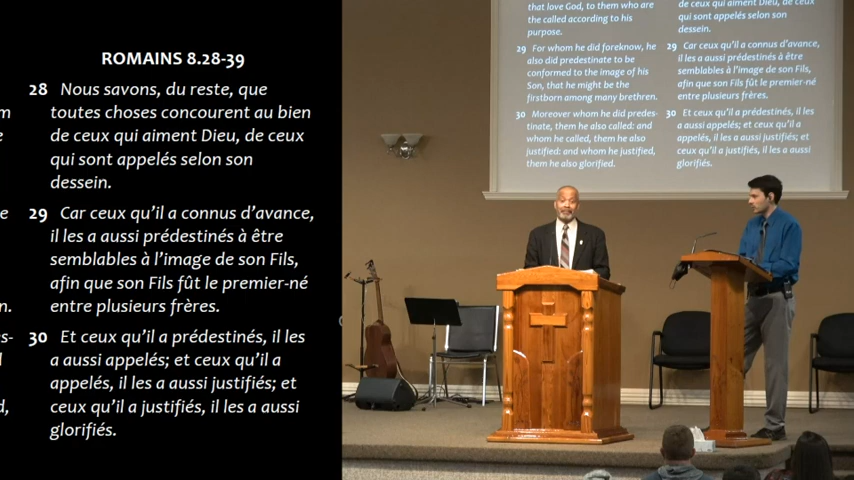 ROMAINS 8.28-39
28 Nous savons, du reste, que
toutes choses concourent au bien
de ceux qui aiment Dieu, de ceux
qui sont appelés selon son
dessein.
29 Car ceux qu'il a connus d'avance,
il les a aussi prédestinés à être
semblables à l'image de son Fils,
afin que son Fils fût le premier-né
entre plusieurs frères.
30 Et ceux qu'il a prédestinés, il les
a aussi appelés; et ceux qu'il a
appelés, il les a aussi justifiés; et
ceux qu'il a justifiés, il les a aussi
glorifiés.
that love God, to them who are
the called according to his
purpose.
29 For whom he did foreknow, he
also did predestinate to be
conformed to the image of his
Son, that he might be the
firstborn among many brethren.
30 Moreover whom he did predes-
tinate, them he also called: and
whom he called, them he also
justified: and whom he justified,
them he also glorified.
de ceux qui aiment Dieu, de ceux
qui sont appelés selon son
dessein.
29 Car ceux qu'il a connus d'avance,
il les a aussi prédestinés à être
semblables à l'image de son Fils,
afin que son Fils fût le premier-né
entre plusieurs frères.
30 Et ceux qu'il a prédestinés, il les
a aussi appelés; et ceux qu'il a
appelés, il les a aussi justifiés; et
ceux qu'il a justifiés, il les a aussi
glorifiés.